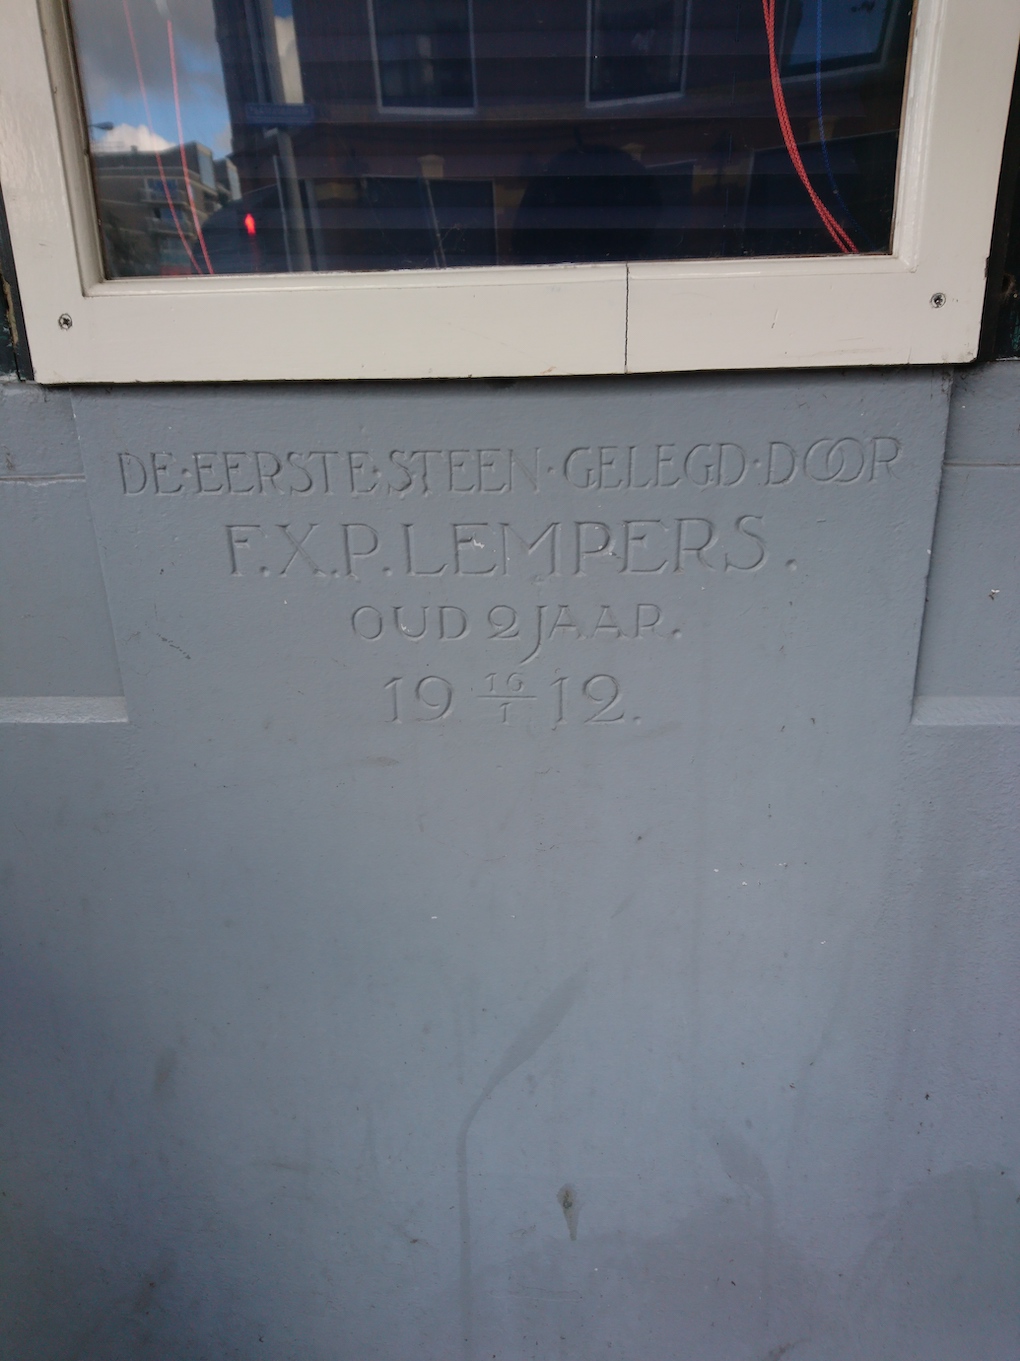 DE·EERSTE·STEEN·GELEGD·DOOR
F.X.P. LEMPERS.
OUD 2 JAAR.
19 16/1 12.